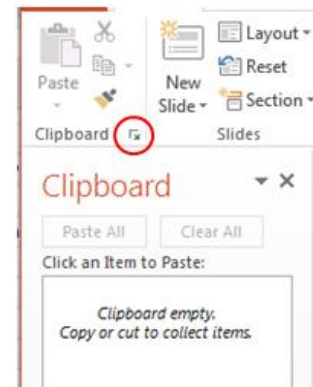 Paste
New
Slide
Layout
Reset
Section
Clipboard
Slides
Clipboard
Paste All
Clear All
Click an Item to Paste:
Clipboard empty.
Copy or cut to collect items.